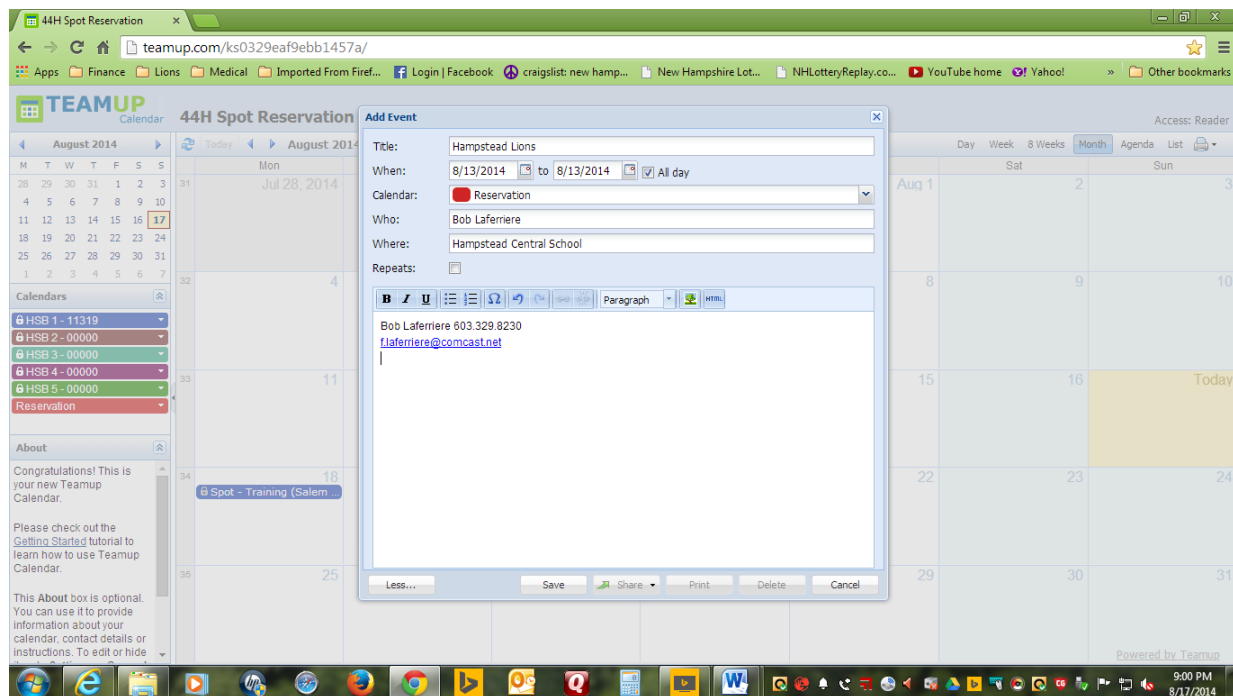 44H Spot Reservation
teamup.com/ks0329eaf9ebb1457a/
Apps Finance Lions Medical Imported From Firef... Login | Facebook craigslist: new hamp... New Hampshire Lot... NHLotteryReplay.co... YouTube home Yahoo! » Other bookmarks
TEAMUP
Calendar
44H Spot Reservation
Access: Reader
August 2014
M T W T F S S
28 29 30 31 1 2 3
4 5 6 7 8 9 10
11 12 13 14 15 16 17
18 19 20 21 22 23 24
25 26 27 28 29 30 31
1 2 3 4 5 6 7
Calendars
HSB 1 - 11319
HSB 2 - 00000
HSB 3 - 00000
HSB 4 - 00000
HSB 5 - 00000
Reservation
About
Congratulations! This is
your new Teamup
Calendar.
Please check out the
Getting Started tutorial to
learn how to use Teamup
Calendar.
This About box is optional.
You can use it to provide
information about your
calendar, contact details or
instructions. To edit or hide
Today August 2014
Day Week 8 Weeks Month Agenda List
Mon Sat Sun
31 Jul 28, 2014 Aug 1 2 3
32 4 8 9 10
33 11 15 16 Today
34 18 22 23 24
Spot - Training (Salem ...
35 25 29 30 31
Add Event
Title: Hampstead Lions
When: 8/13/2014 to 8/13/2014 All day
Calendar: Reservation
Who: Bob Laferriere
Where: Hampstead Central School
Repeats:
B I U Ω Paragraph HTML
Bob Laferriere 603.329.8230
f.laferriere@comcast.net
Less... Save Share Print Delete Cancel
Powered by Teamup
9:00 PM
8/17/2014